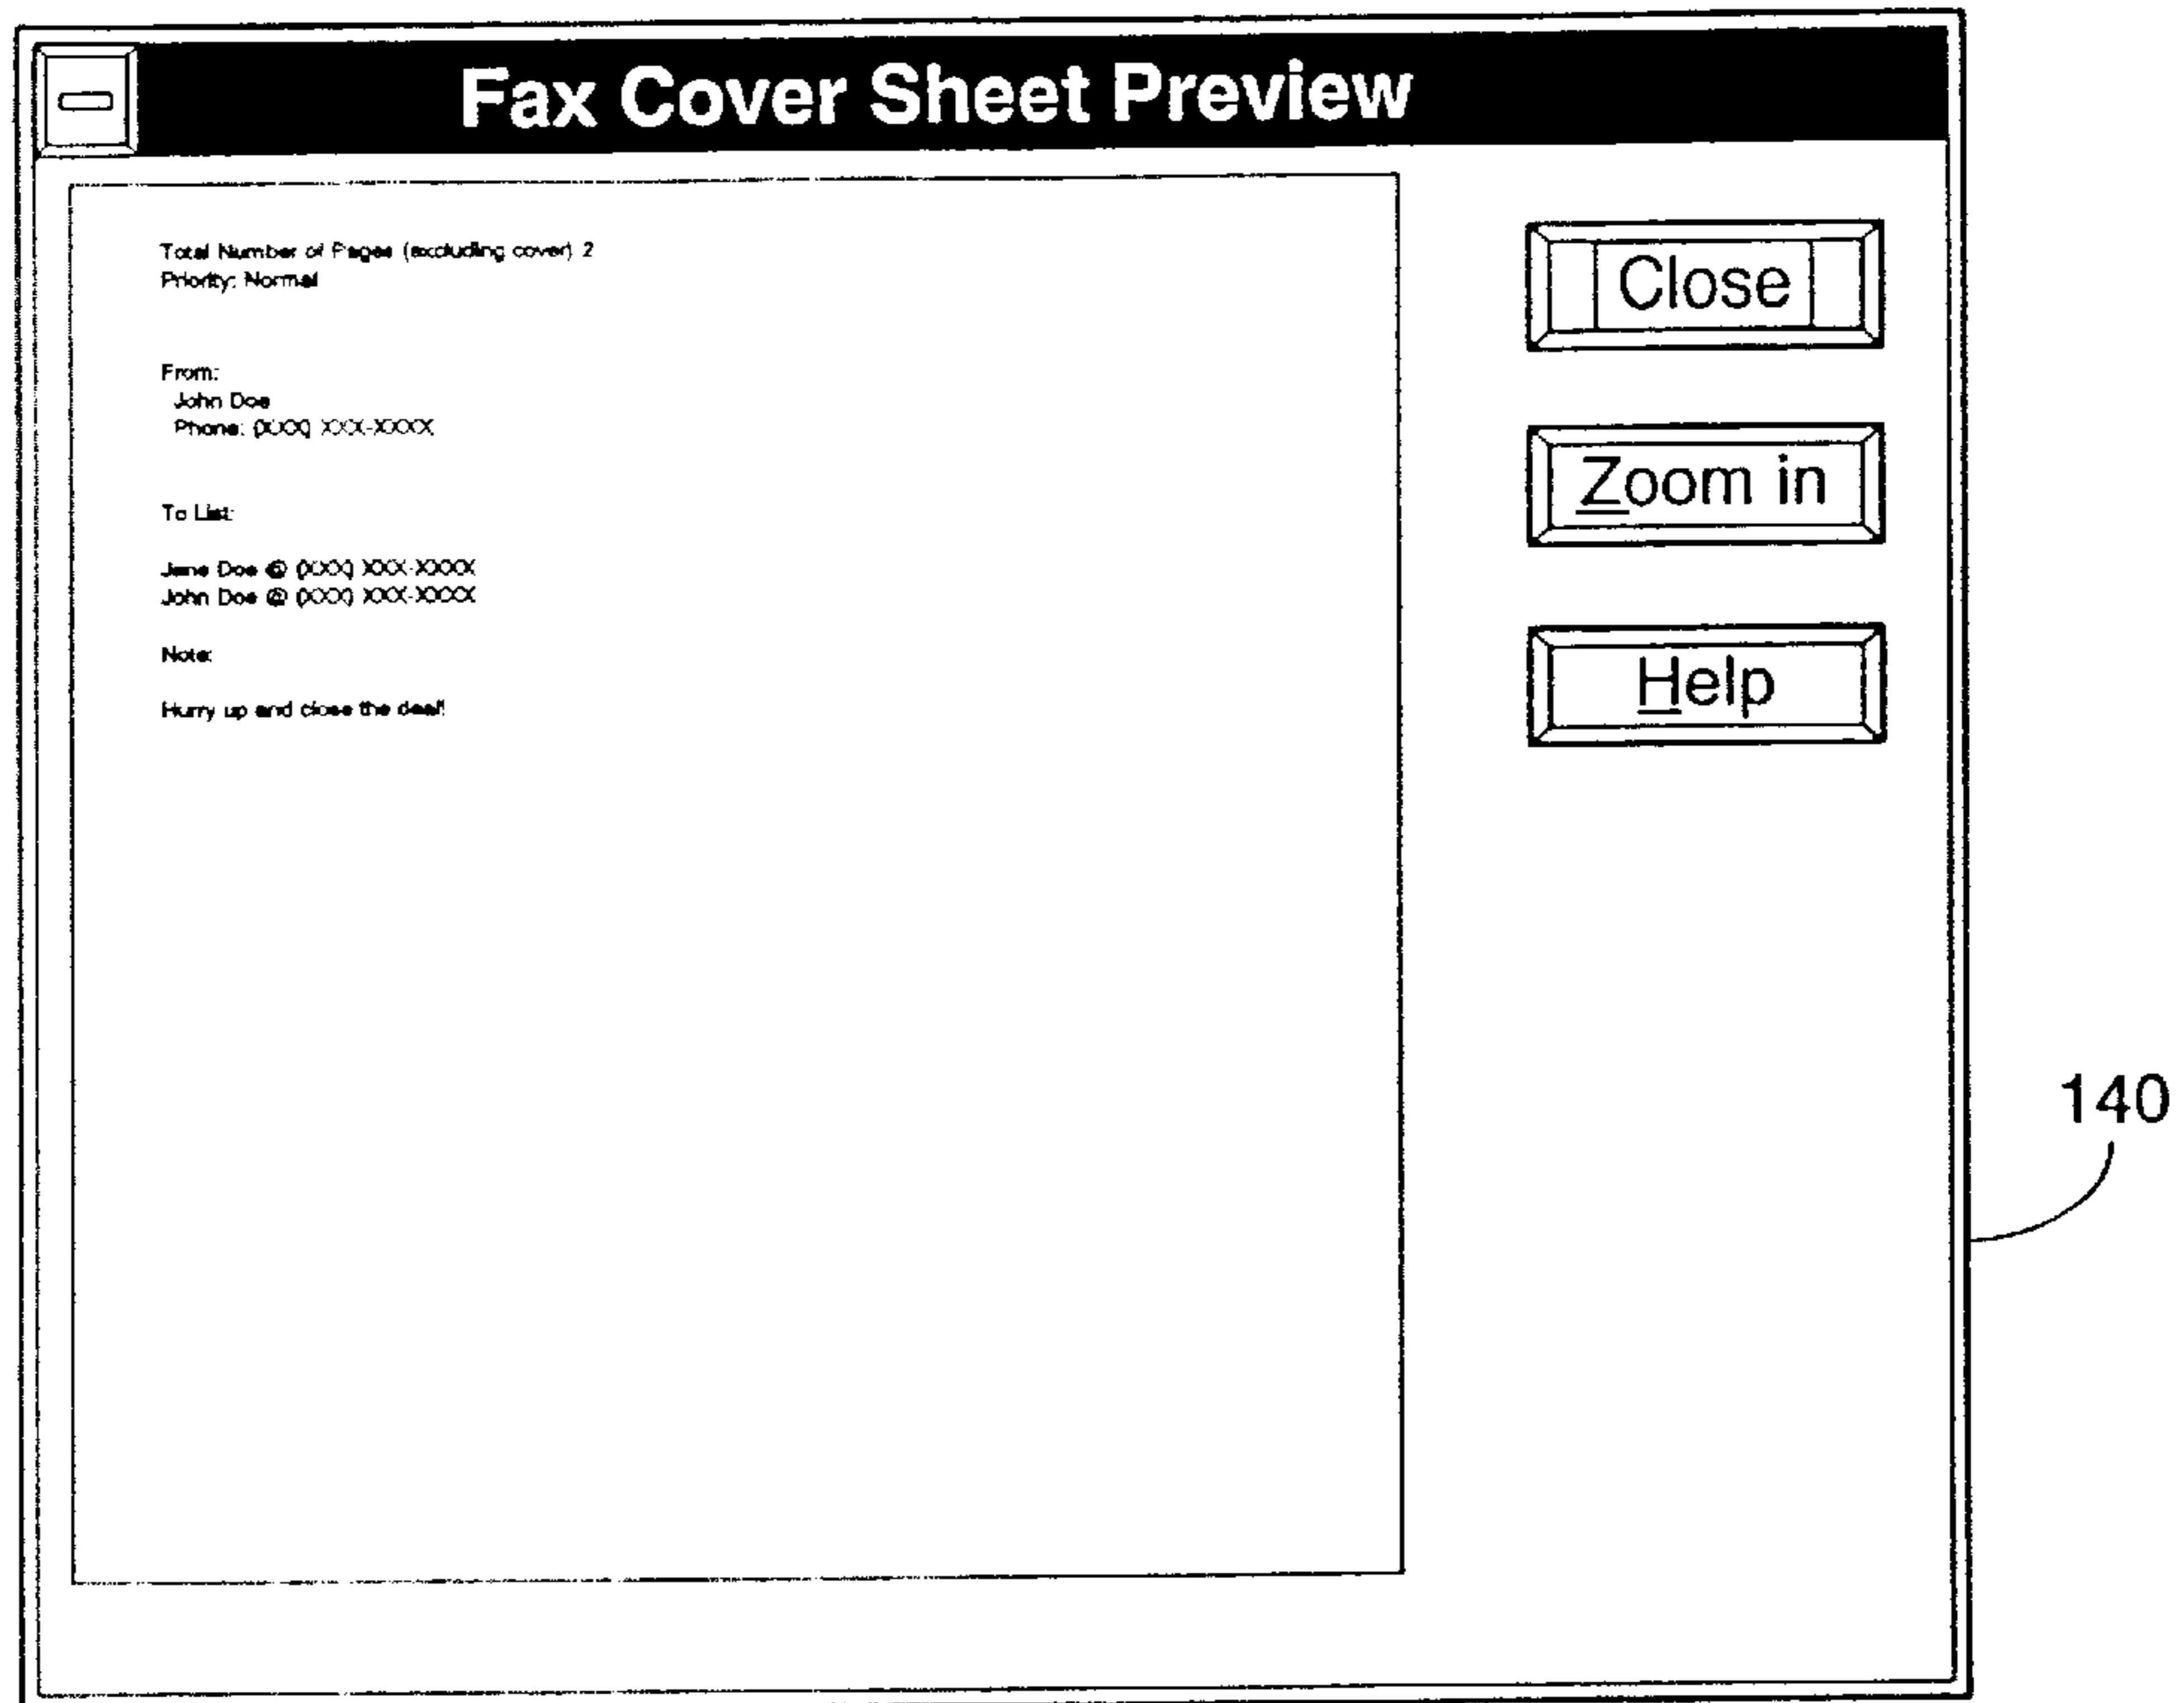 Fax Cover Sheet Preview
Total Number of Pages (excluding cover) 2
Priority: Normal
From:
John Doe
Phone: (XXX) XXX-XXXX
To List:
Jane Doe @ (XXX) XXX-XXXX
John Doe @ (XXX) XXX-XXXX
Note:
Hurry up and close the deal!
Close
Zoom in
Help
140